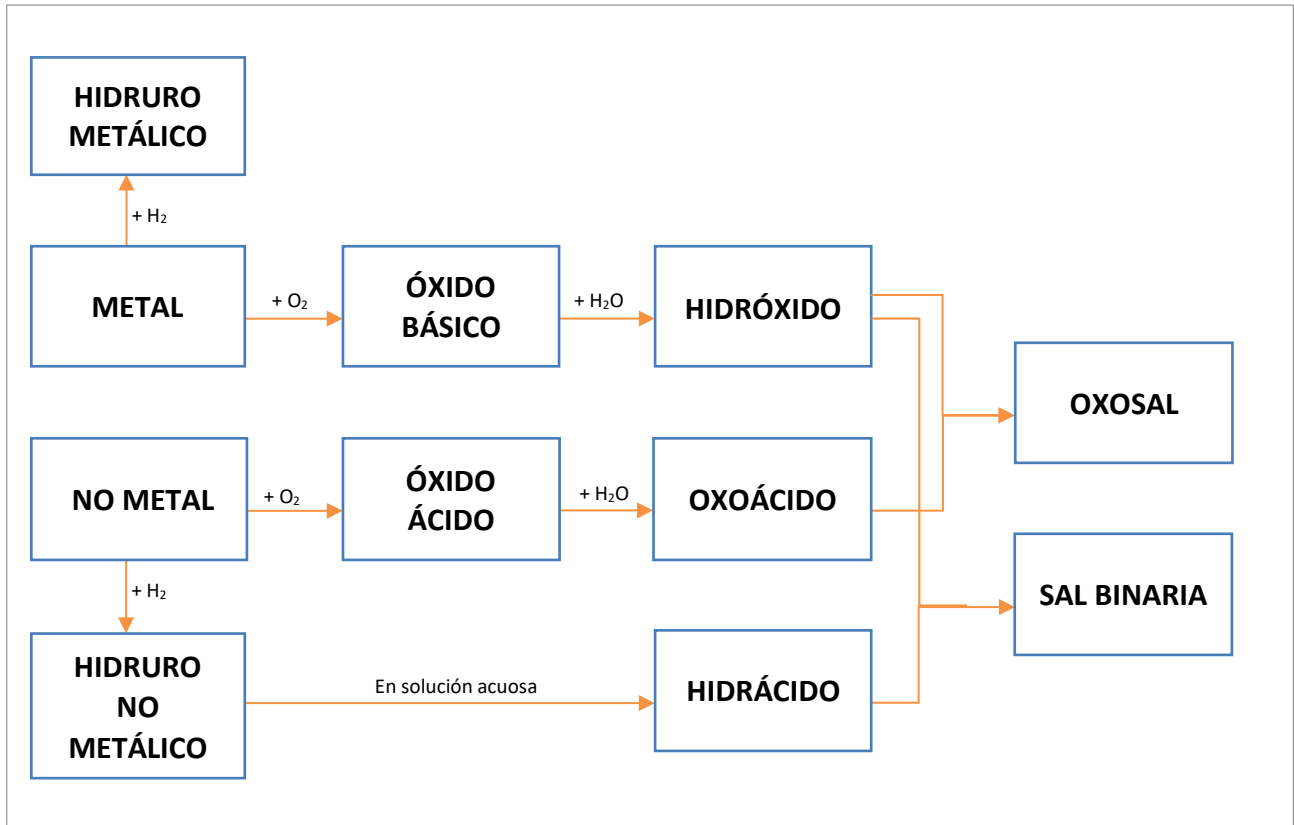 HIDRURO
METÁLICO
+ H₂
METAL
+ O₂
ÓXIDO
BÁSICO
+ H₂O
HIDRÓXIDO
OXOSAL
NO METAL
+ O₂
ÓXIDO
ÁCIDO
+ H₂O
OXOÁCIDO
SAL BINARIA
+ H₂
HIDRURO
NO
METÁLICO
En solución acuosa
HIDRÁCIDO